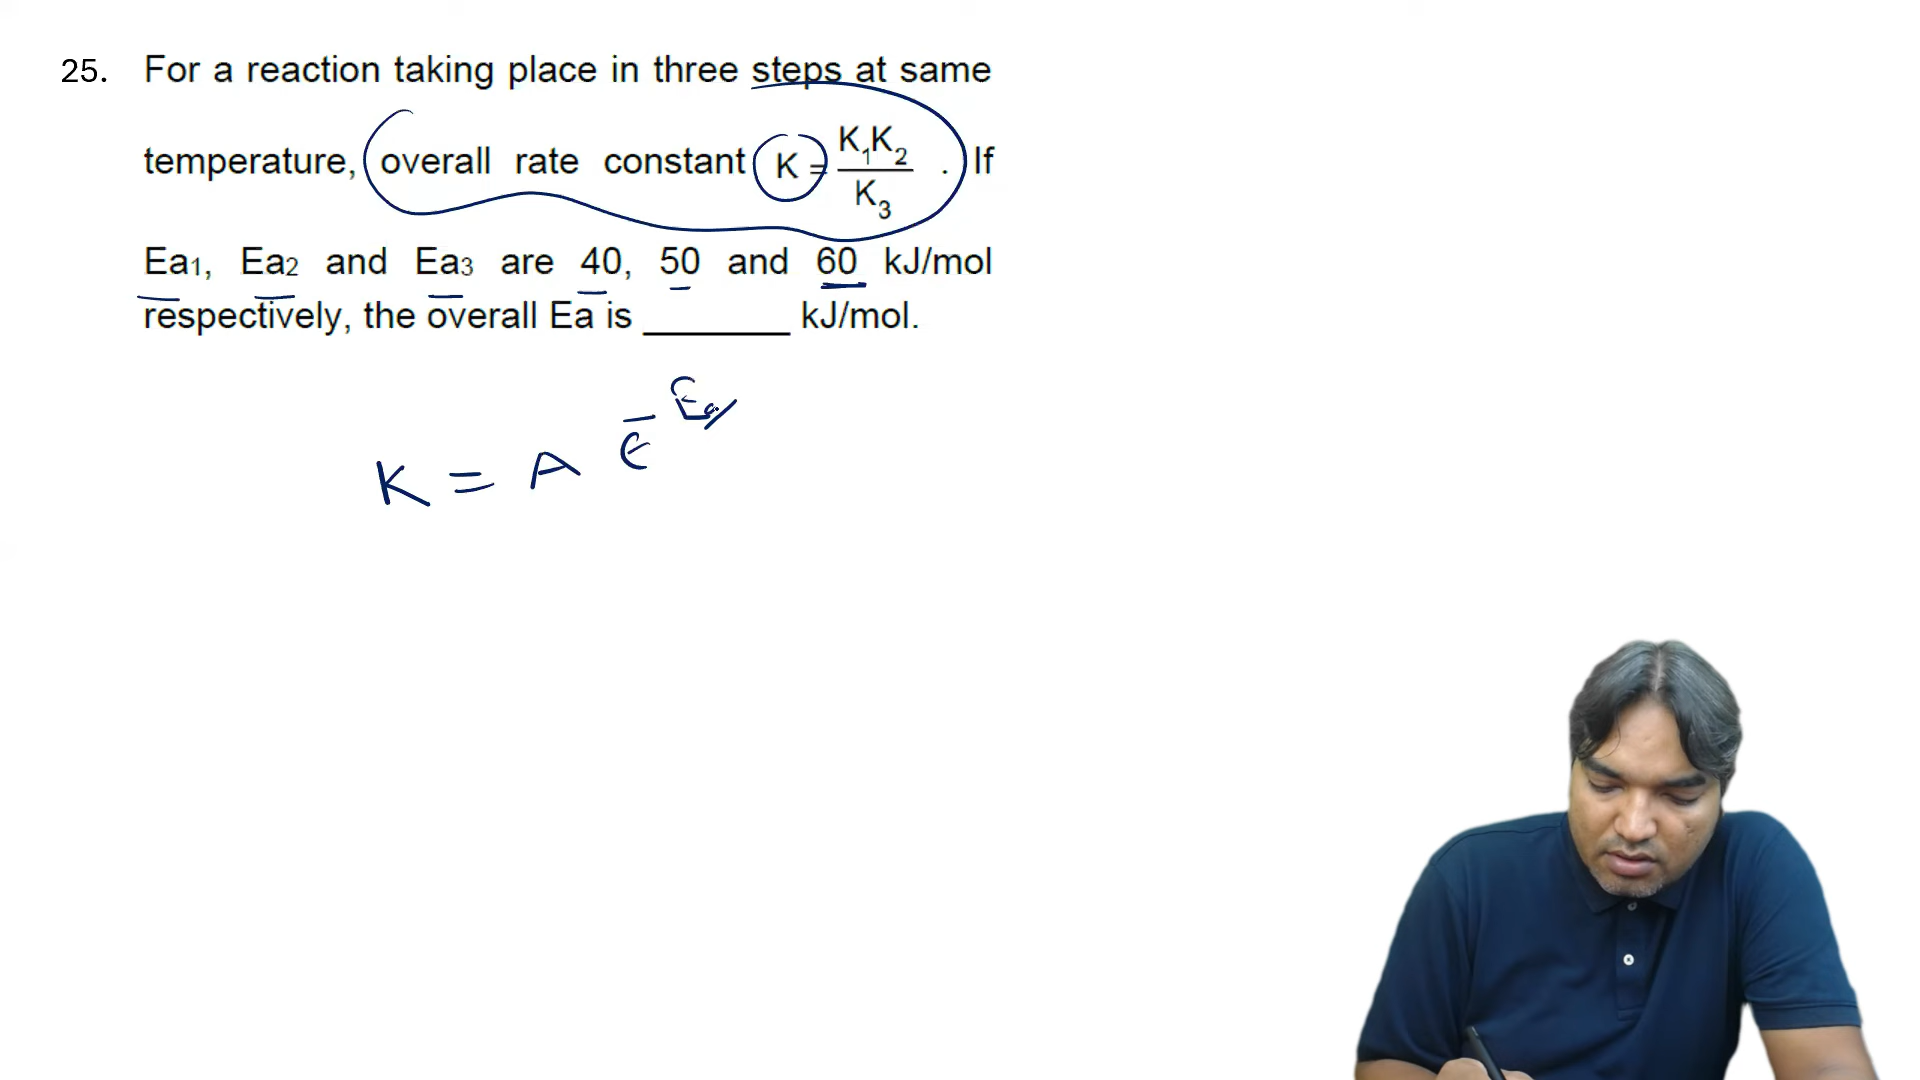 25. For a reaction taking place in three steps at same
temperature, overall rate constant K = K₁K₂ / K₃ . If
Ea₁, Ea₂ and Ea₃ are 40, 50 and 60 kJ/mol
respectively, the overall Ea is ________ kJ/mol.
K = A e^-Ea/